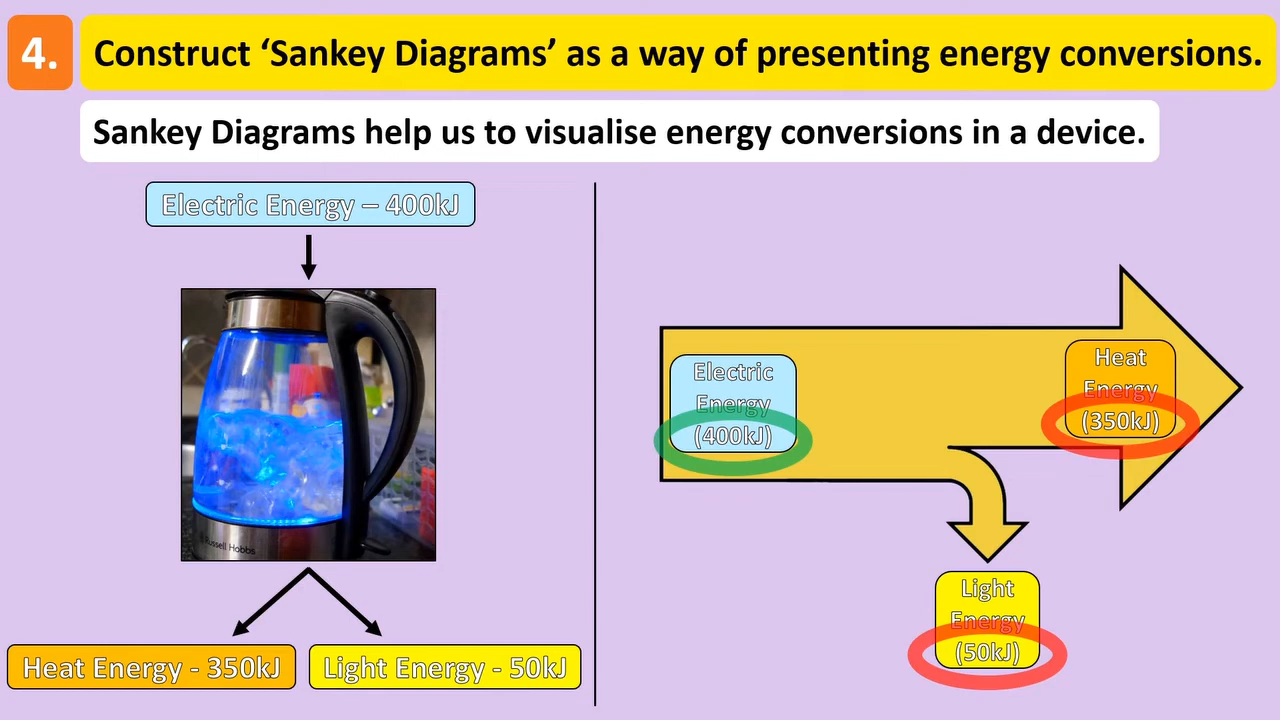 4.
Construct ‘Sankey Diagrams’ as a way of presenting energy conversions.
Sankey Diagrams help us to visualise energy conversions in a device.
Electric Energy – 400kJ
Russell Hobbs
Heat Energy - 350kJ
Light Energy - 50kJ
Electric
Energy
(400kJ)
Heat
Energy
(350kJ)
Light
Energy
(50kJ)